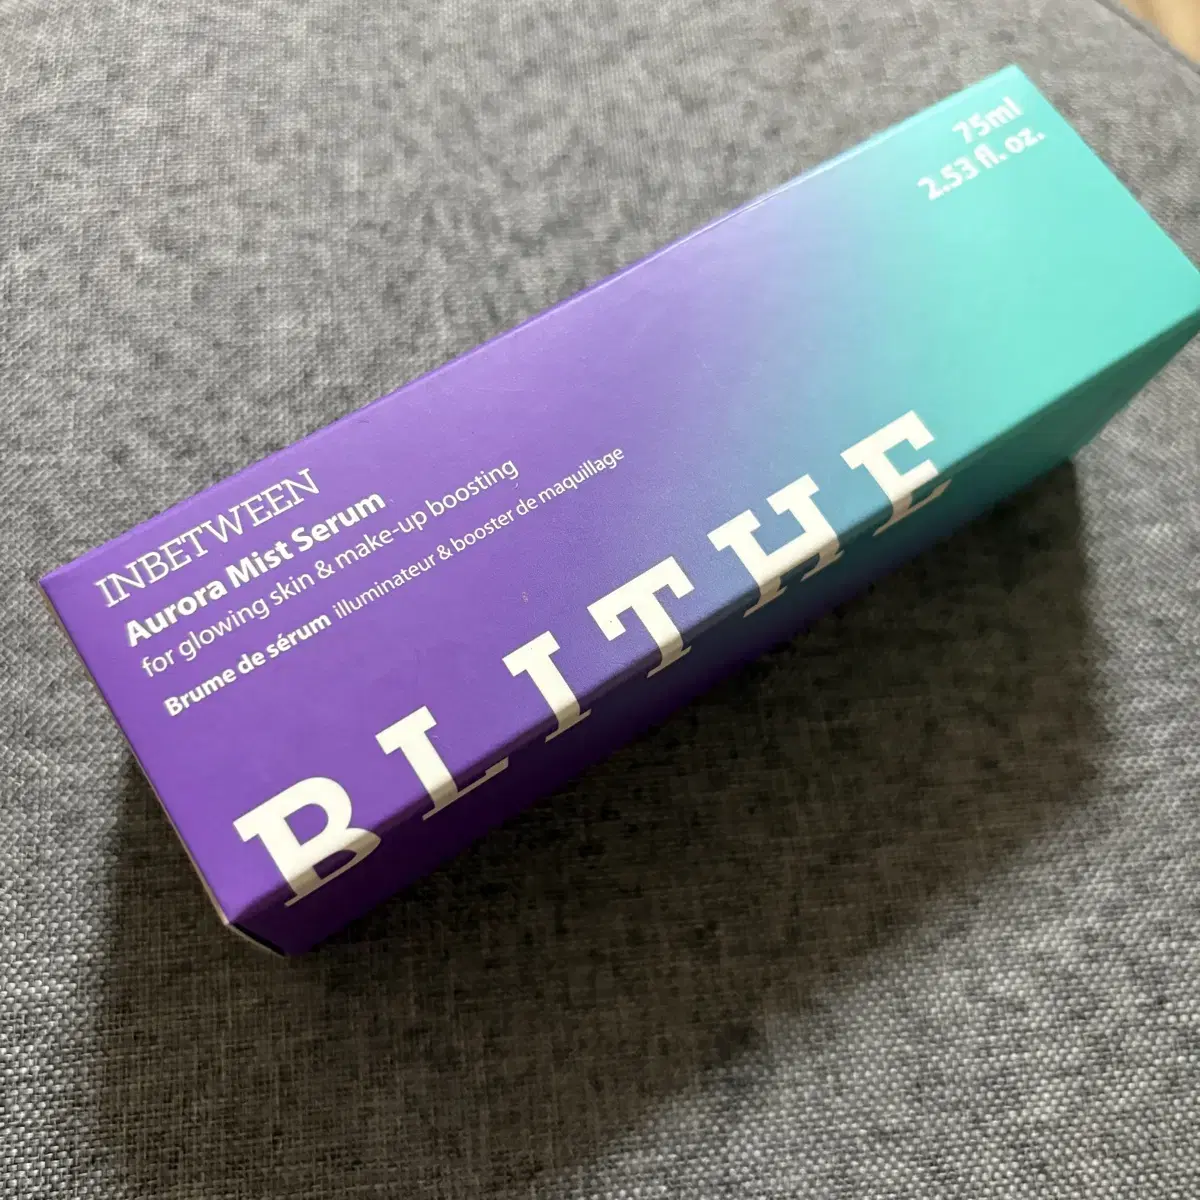 75ml
2.53 fl. oz.
INBETWEEN
Aurora Mist Serum
for glowing skin & make-up boosting
Brume de sérum illuminateur & booster de maquillage
BLITHE